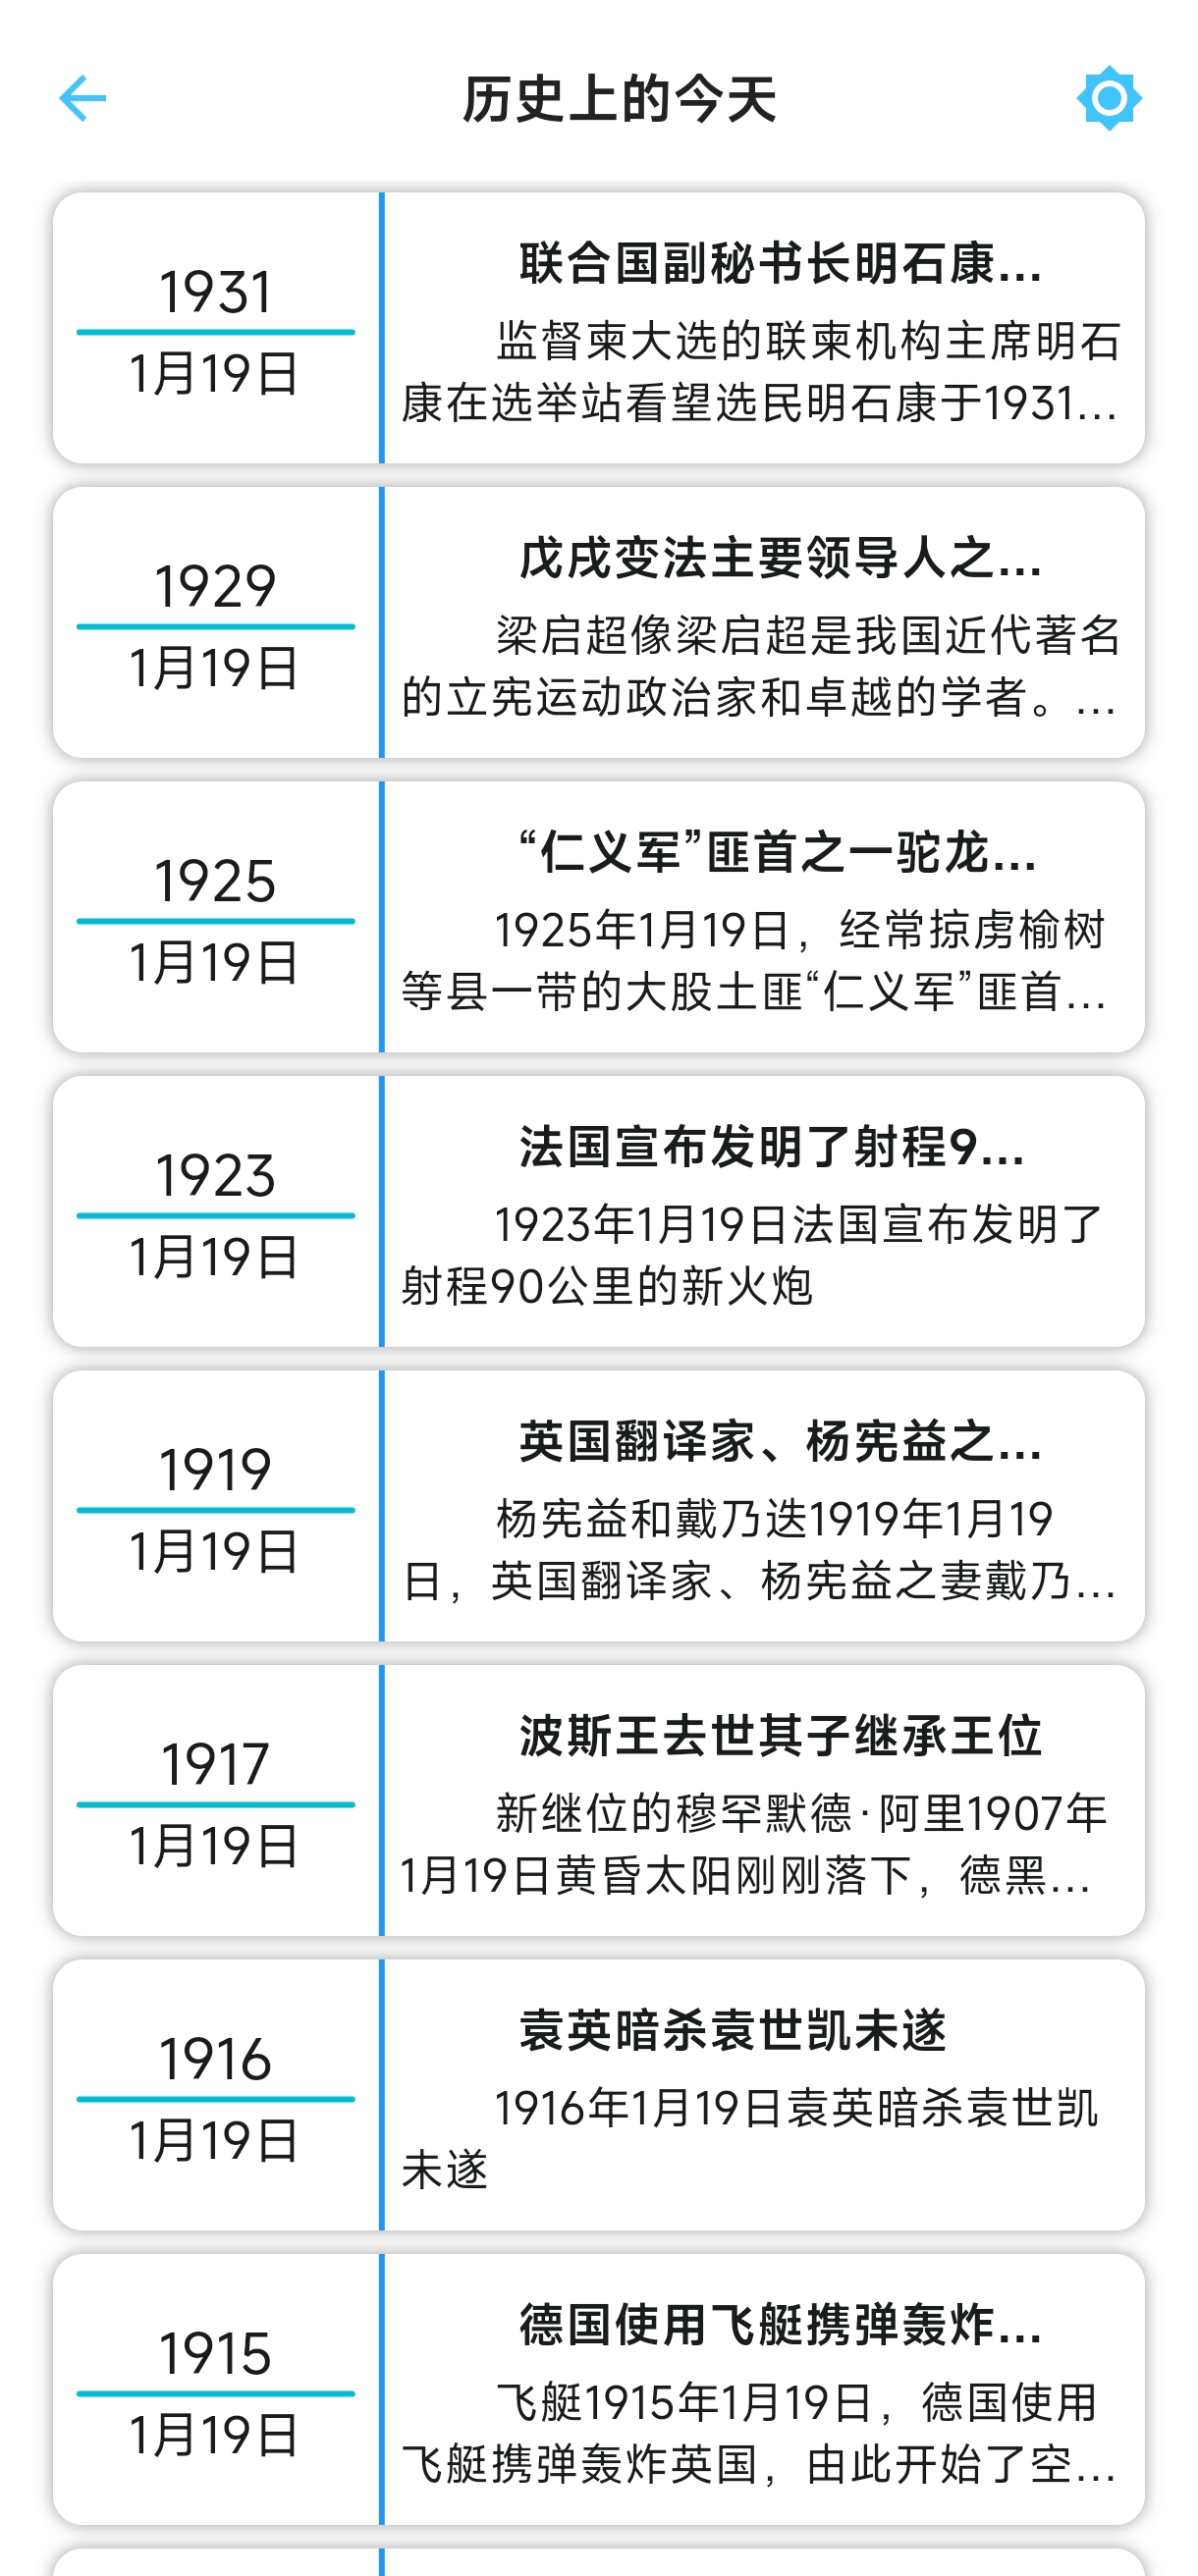 历史上的今天
1931
1月19日
联合国副秘书长明石康...
监督柬大选的联柬机构主席明石
康在选举站看望选民明石康于1931...
1929
1月19日
戊戌变法主要领导人之...
梁启超像梁启超是我国近代著名
的立宪运动政治家和卓越的学者。...
1925
1月19日
“仁义军”匪首之一驼龙...
1925年1月19日，经常掠虏榆树
等县一带的大股土匪“仁义军”匪首...
1923
1月19日
法国宣布发明了射程9...
1923年1月19日法国宣布发明了
射程90公里的新火炮
1919
1月19日
英国翻译家、杨宪益之...
杨宪益和戴乃迭1919年1月19
日，英国翻译家、杨宪益之妻戴乃...
1917
1月19日
波斯王去世其子继承王位
新继位的穆罕默德·阿里1907年
1月19日黄昏太阳刚刚落下，德黑...
1916
1月19日
袁英暗杀袁世凯未遂
1916年1月19日袁英暗杀袁世凯
未遂
1915
1月19日
德国使用飞艇携弹轰炸...
飞艇1915年1月19日，德国使用
飞艇携弹轰炸英国，由此开始了空...